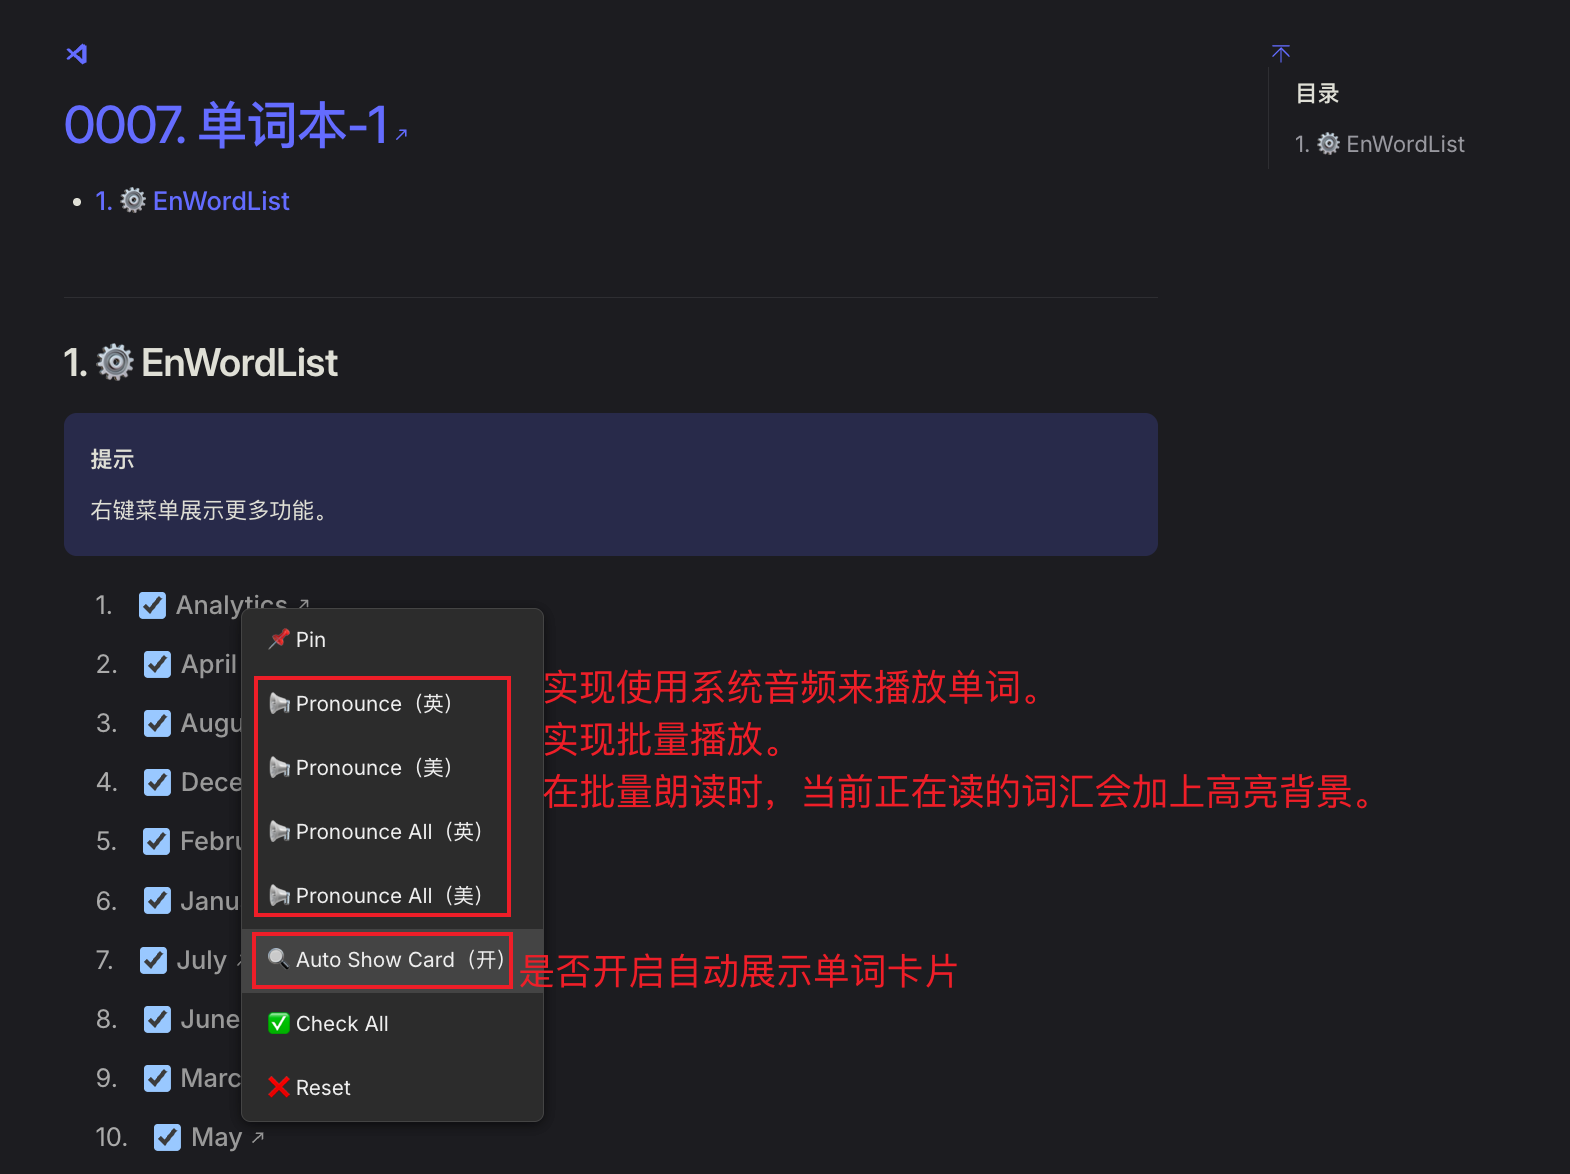 0007. 单词本-1↗
1. ⚙️ EnWordList
目录
1. ⚙️ EnWordList
1. ⚙️ EnWordList
提示
右键菜单展示更多功能。
1. Analytics ↗
2. April
3. Augu
4. Dece
5. Febru
6. Janu
7. July
8. June
9. Marc
10. May ↗
📌 Pin
📢 Pronounce（英）
📢 Pronounce（美）
📢 Pronounce All（英）
📢 Pronounce All（美）
🔍 Auto Show Card（开）
✅ Check All
❌ Reset
实现使用系统音频来播放单词。
实现批量播放。
在批量朗读时，当前正在读的词汇会加上高亮背景。
是否开启自动展示单词卡片